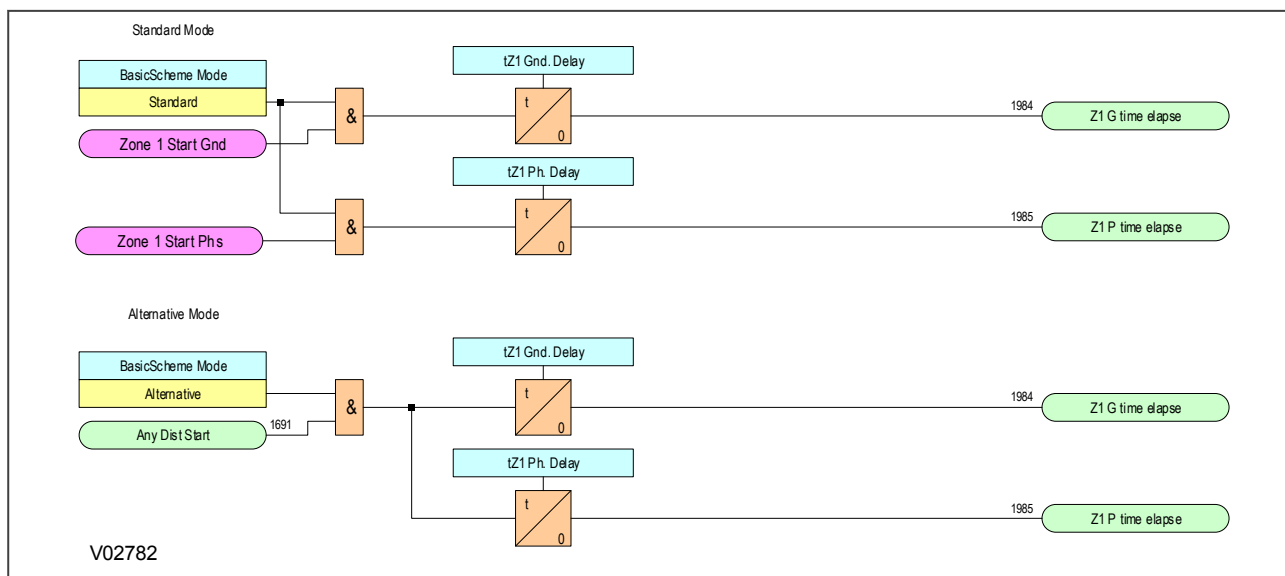 Standard Mode
BasicScheme Mode
Standard
Zone 1 Start Gnd
&
tZ1 Gnd. Delay
t
0
1984
Z1 G time elapse
Zone 1 Start Phs
&
tZ1 Ph. Delay
t
0
1985
Z1 P time elapse
Alternative Mode
BasicScheme Mode
Alternative
Any Dist Start
1691
&
tZ1 Gnd. Delay
t
0
1984
Z1 G time elapse
tZ1 Ph. Delay
t
0
1985
Z1 P time elapse
V02782